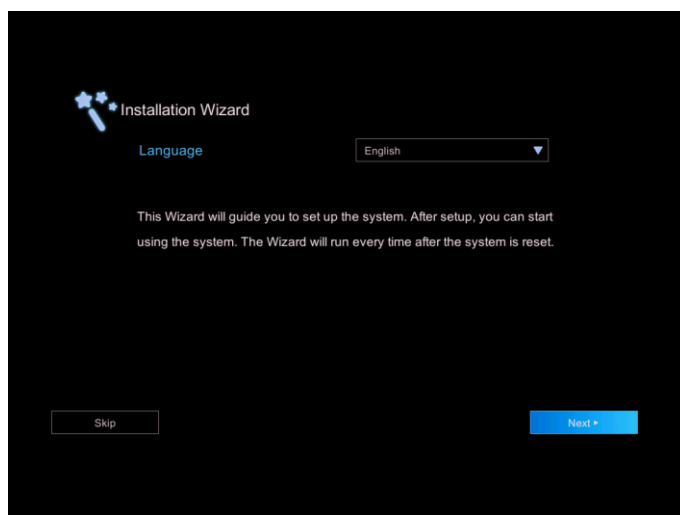 Installation Wizard
Language
English
This Wizard will guide you to set up the system. After setup, you can start
using the system. The Wizard will run every time after the system is reset.
Skip
Next